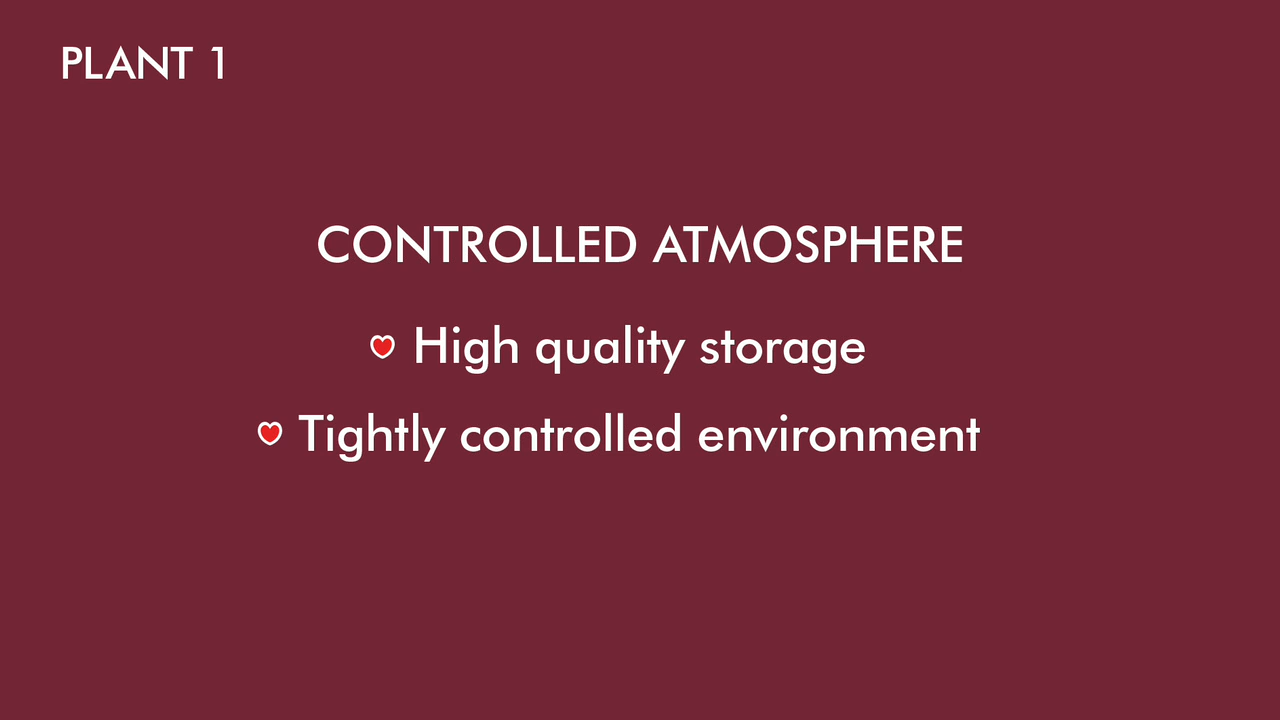 PLANT 1
CONTROLLED ATMOSPHERE
High quality storage
Tightly controlled environment